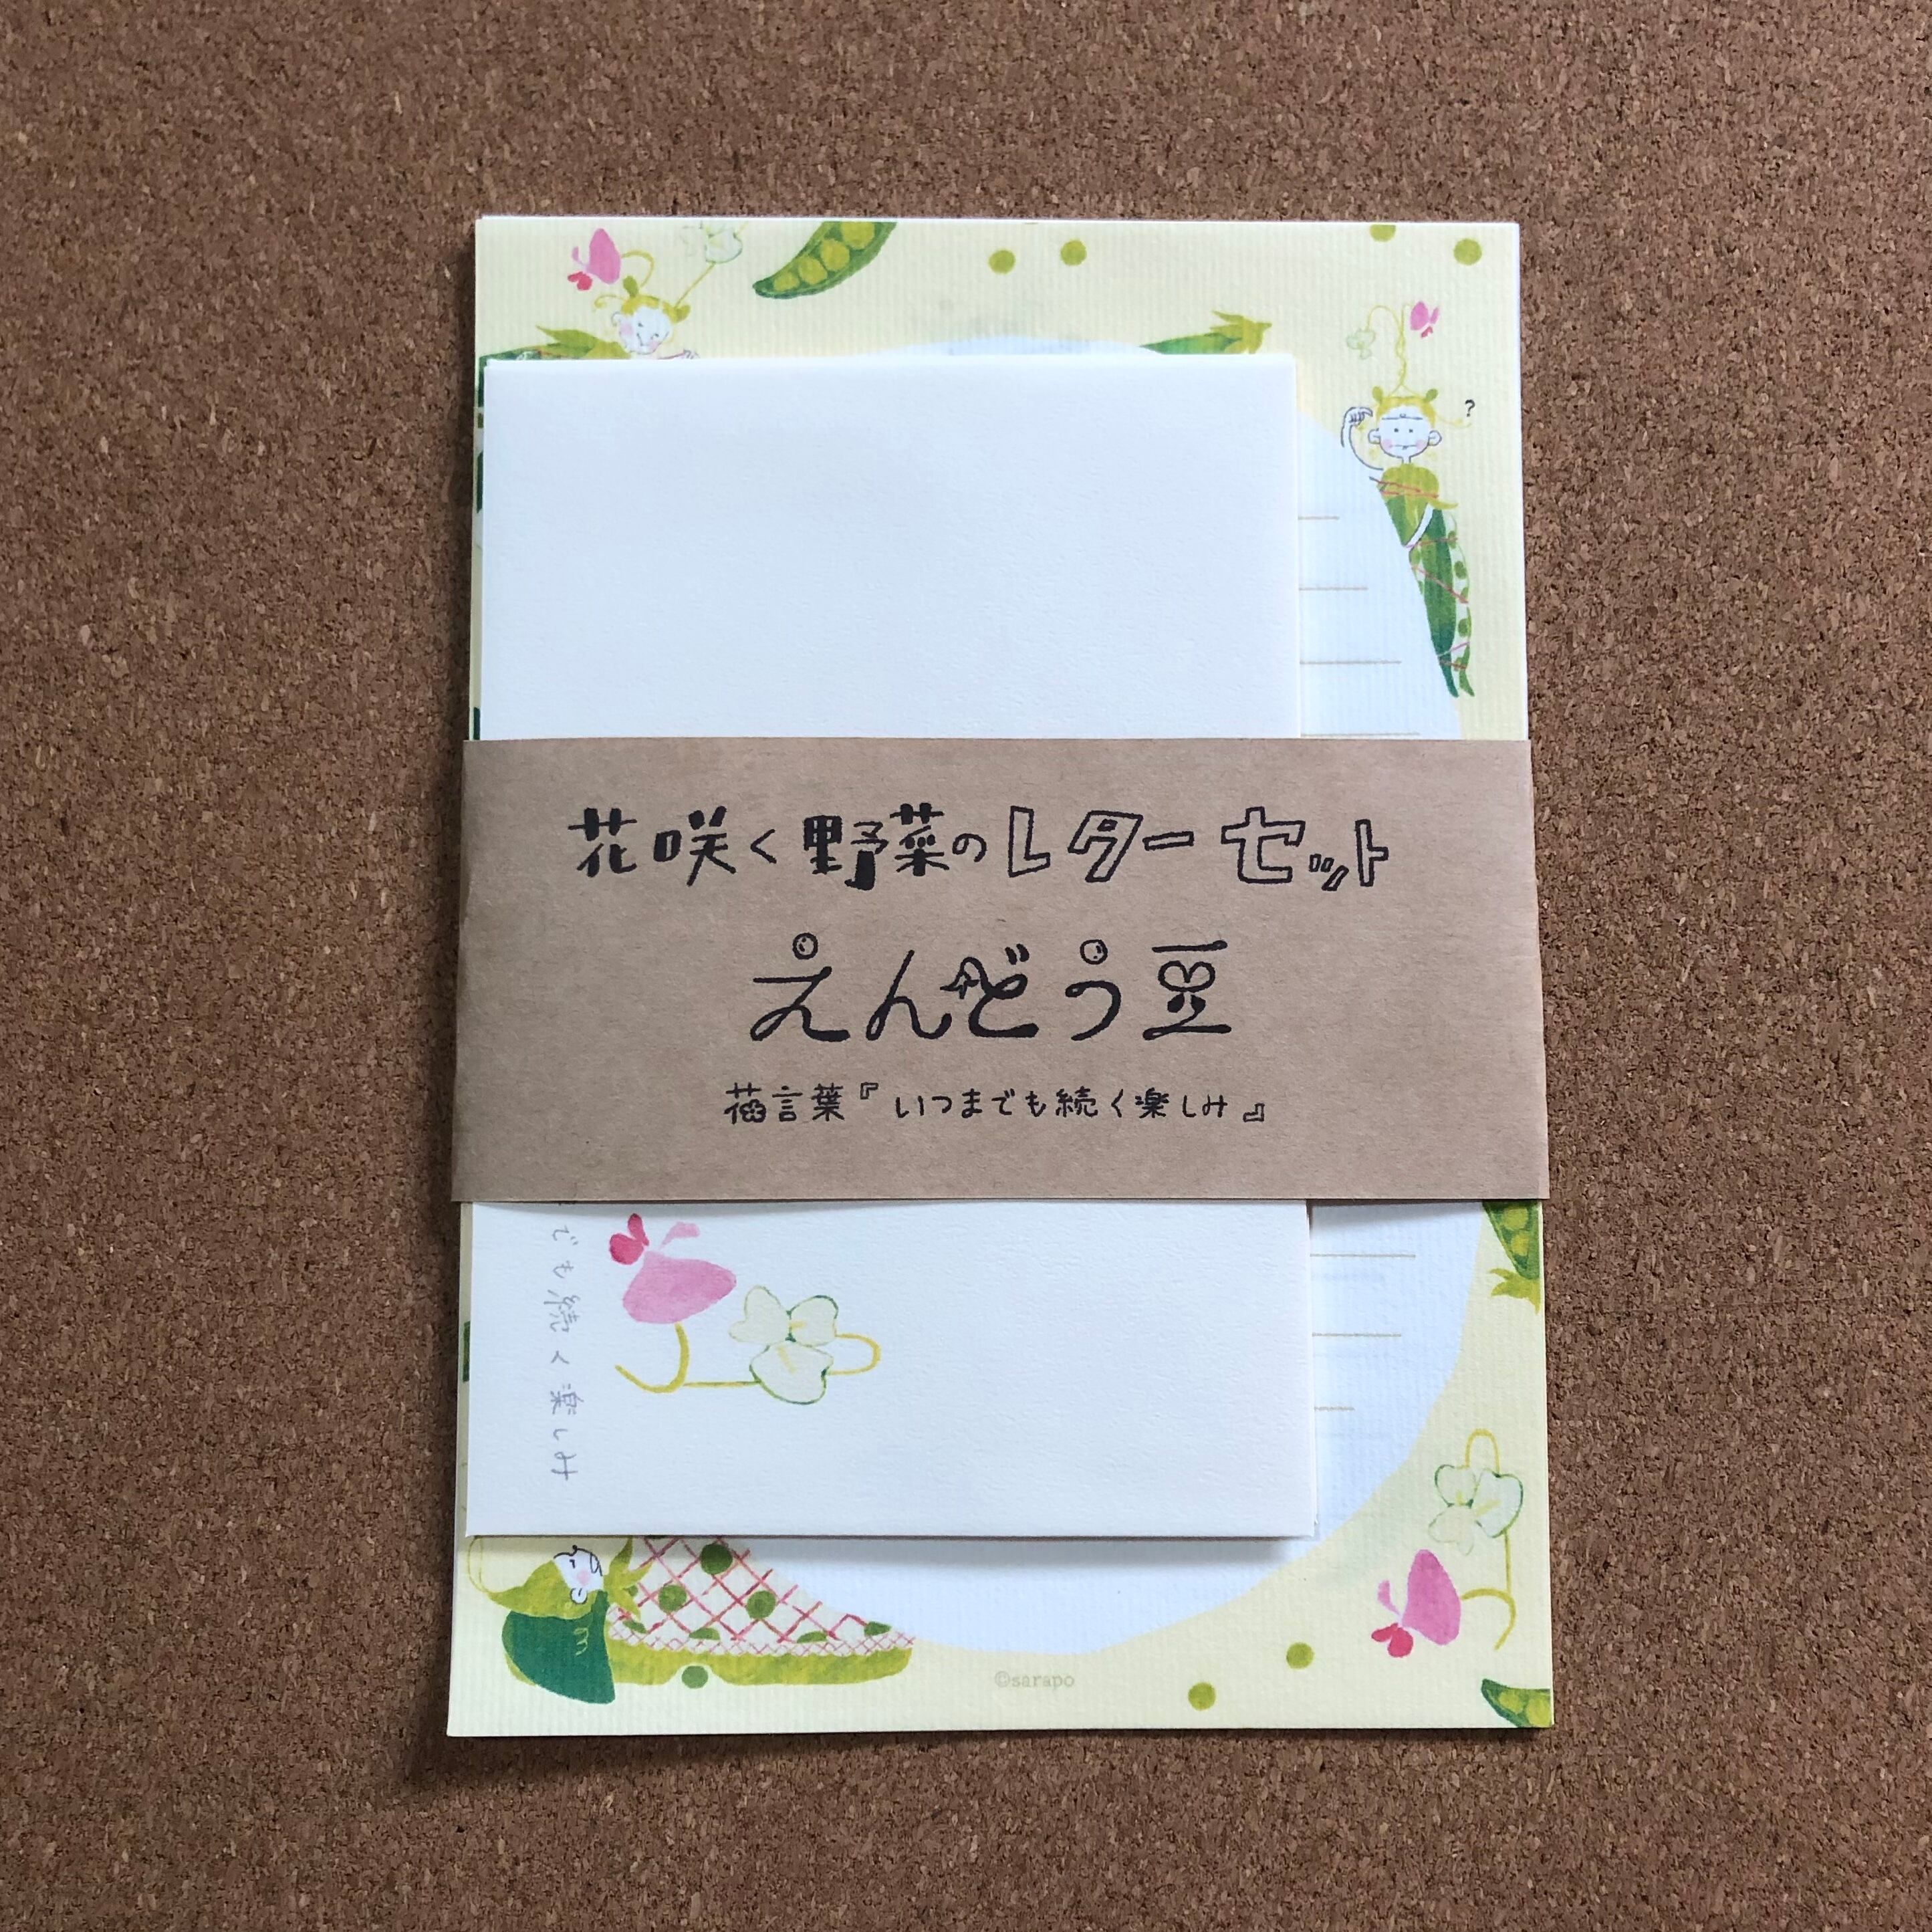 ?
花咲く野菜のレターセット
えんどう豆
花言葉『いつまでも続く楽しみ』
でも続く楽しみ
©sarapo